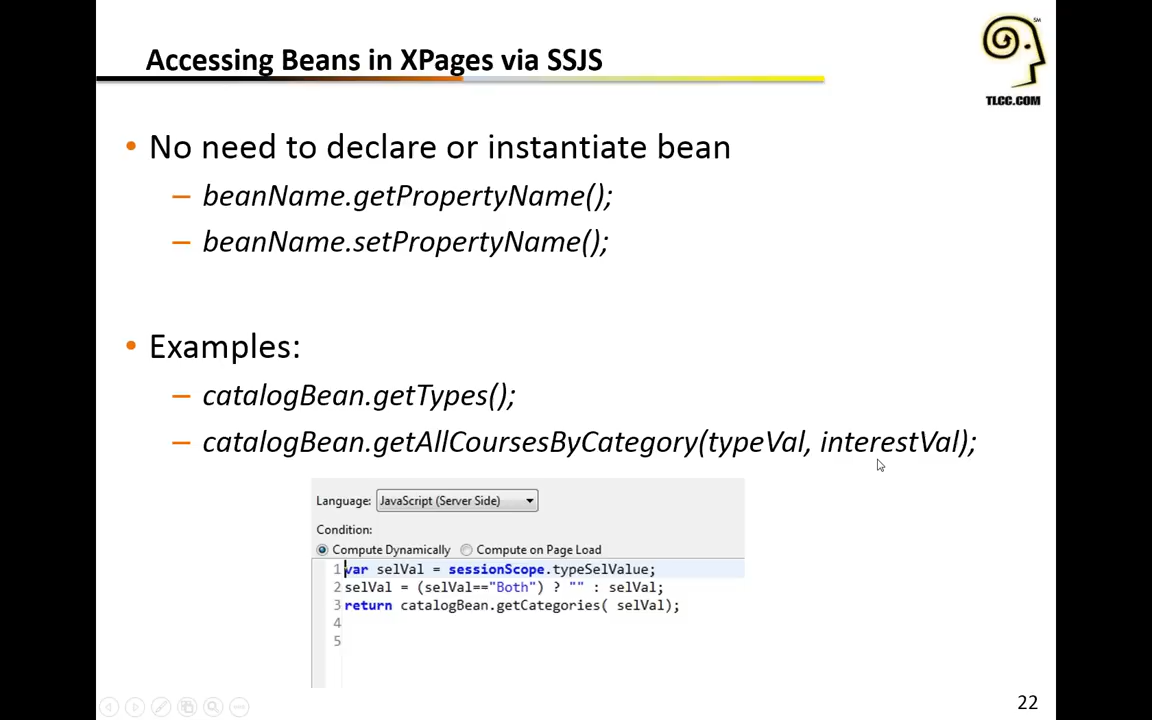 Accessing Beans in XPages via SSJS
SM
TLCC.COM
• No need to declare or instantiate bean
– beanName.getPropertyName();
– beanName.setPropertyName();
• Examples:
– catalogBean.getTypes();
– catalogBean.getAllCoursesByCategory(typeVal, interestVal);
Language: JavaScript (Server Side)
Condition:
Compute Dynamically Compute on Page Load
1 var selVal = sessionScope.typeSelValue;
2 selVal = (selVal=="Both") ? "" : selVal;
3 return catalogBean.getCategories( selVal);
4
5
22